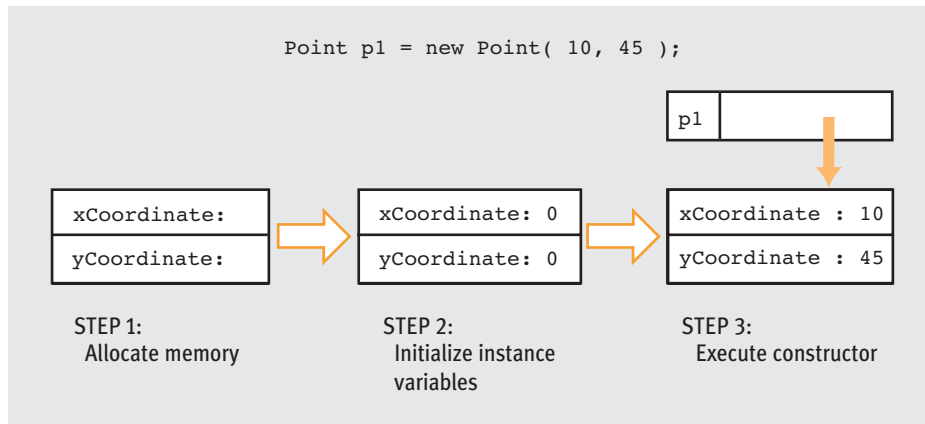 Point p1 = new Point( 10, 45 );
p1
xCoordinate:
yCoordinate:
xCoordinate: 0
yCoordinate: 0
xCoordinate : 10
yCoordinate : 45
STEP 1:
Allocate memory
STEP 2:
Initialize instance
variables
STEP 3:
Execute constructor